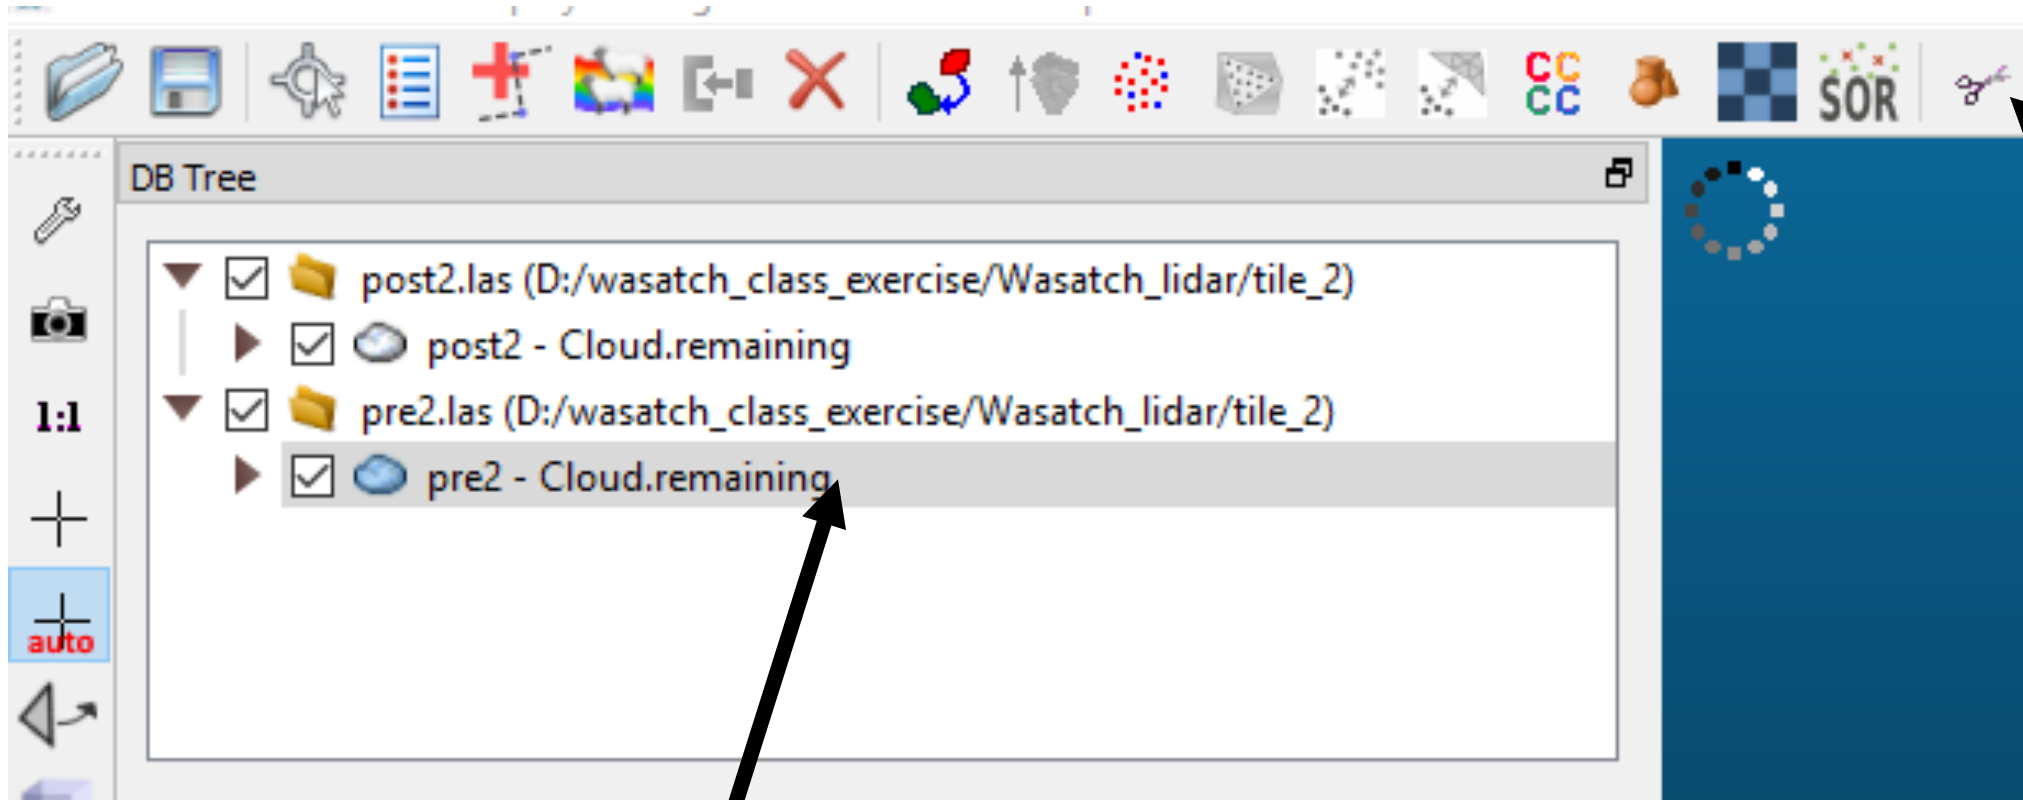 CC
CC
SOR
DB Tree
post2.las (D:/wasatch_class_exercise/Wasatch_lidar/tile_2)
post2 - Cloud.remaining
1:1
pre2.las (D:/wasatch_class_exercise/Wasatch_lidar/tile_2)
pre2 - Cloud.remaining
auto